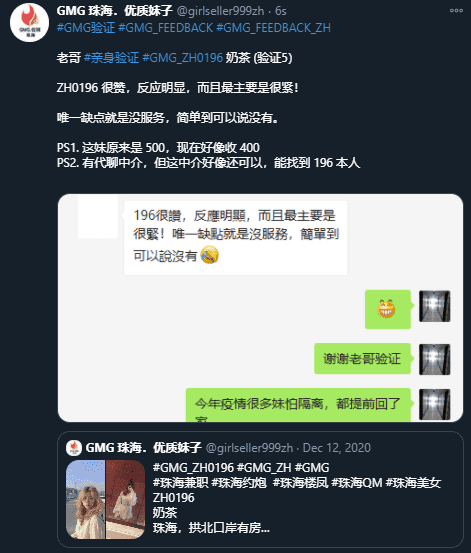 GMG 珠海．优质妹子 @girlseller999zh · 6s
#GMG验证 #GMG_FEEDBACK #GMG_FEEDBACK_ZH
老哥 #亲身验证 #GMG_ZH0196 奶茶 (验证5)
ZH0196 很赞，反应明显，而且最主要是很紧！
唯一缺点就是没服务，简单到可以说没有。
PS1. 这妹原来是 500，现在好像收 400
PS2. 有代聊中介，但这中介好像还可以，能找到 196 本人
196很讚，反應明顯，而且最主要是
很緊！唯一缺點就是沒服務，簡單到
可以說沒有
谢谢老哥验证
今年疫情很多妹怕隔离，都提前回了
家
GMG 珠海．优质妹子 @girlseller999zh · Dec 12, 2020
#GMG_ZH0196 #GMG_ZH #GMG
#珠海兼职 #珠海约炮 #珠海楼凤 #珠海QM #珠海美女
ZH0196
奶茶
珠海，拱北口岸有房...
GMG 优質
珠海